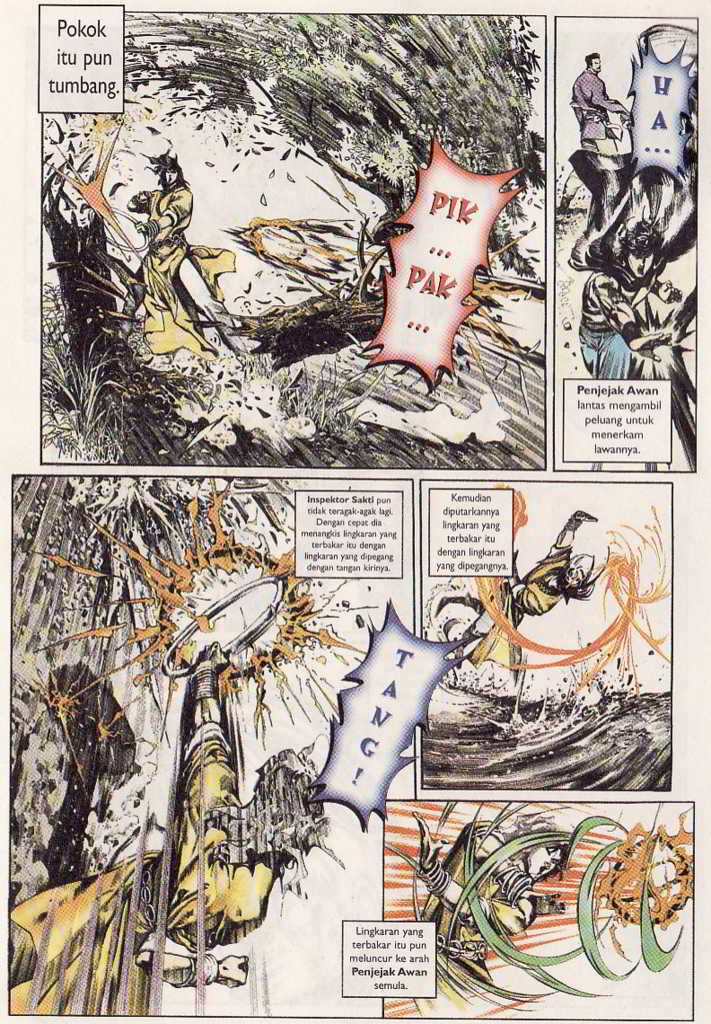 Pokok
itu pun
tumbang.
PIK
...
PAK
...
HA...
Penjejak Awan
lantas mengambil
peluang untuk
menerkam
lawannya.
Inspektor Sakti pun
tidak teragak-agak lagi.
Dengan cepat dia
menangkis lingkaran yang
terbakar itu dengan
lingkaran yang dipegang
dengan tangan kirinya.
TANG!
Kemudian
diputarkannya
lingkaran yang
terbakar itu
dengan lingkaran
yang dipegangnya.
Lingkaran yang
terbakar itu pun
meluncur ke arah
Penjejak Awan
semula.